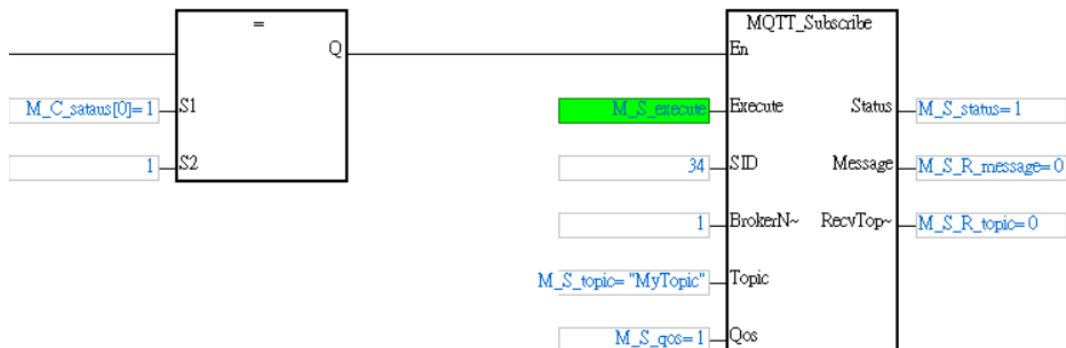 =
MQTT_Subscribe
Q
En
M_C_sataus[0]= 1
S1
M_S_execute
Execute
Status
M_S_status= 1
1
S2
34
SID
Message
M_S_R_message= 0
1
BrokerN~
RecvTop~
M_S_R_topic= 0
M_S_topic= "MyTopic"
Topic
M_S_qos= 1
Qos